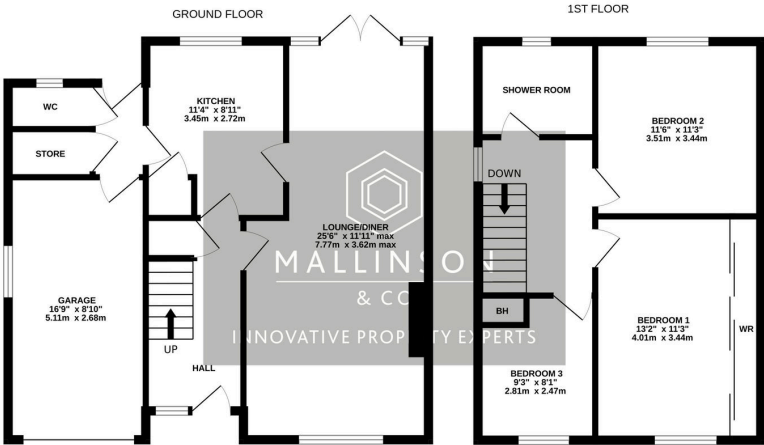 GROUND FLOOR
WC
STORE
KITCHEN
11'4" x 8'11"
3.45m x 2.72m
LOUNGE/DINER
25'6" x 11'11" max
7.77m x 3.62m max
GARAGE
16'9" x 8'10"
5.11m x 2.68m
UP
HALL
MALLINSON
& CO
INNOVATIVE PROPERTY EXPERTS
1ST FLOOR
SHOWER ROOM
BEDROOM 2
11'6" x 11'3"
3.51m x 3.44m
DOWN
BH
BEDROOM 1
13'2" x 11'3"
4.01m x 3.44m
WR
BEDROOM 3
9'3" x 8'1"
2.81m x 2.47m